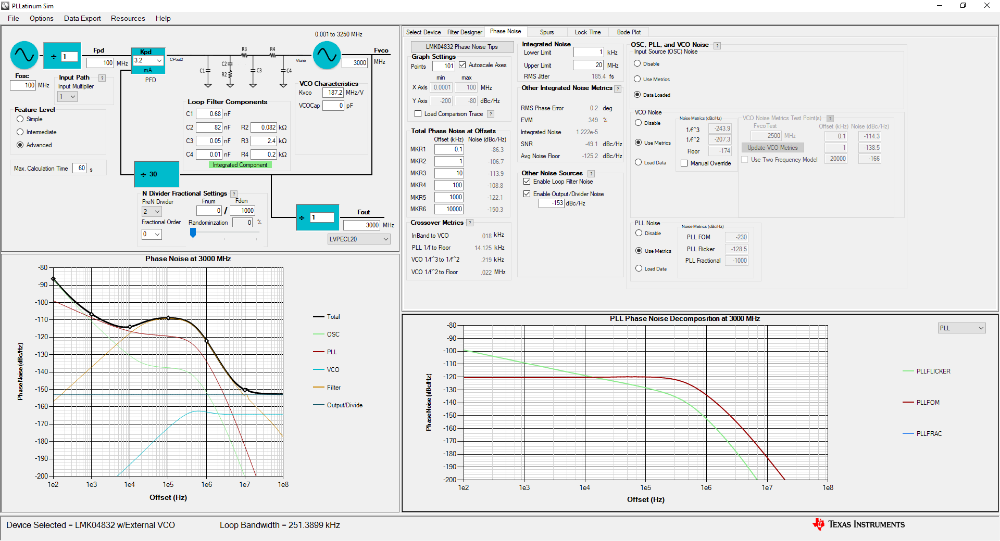 PLLatinum Sim
File Options Data Export Resources Help
0.001 to 3250 MHz
÷ 1
Fpd
100 MHz
Kpd
3.2
mA
PFD
CPout2
C1
C2
R2
R3
C3
R4
C4
Vtune
Fvco
3000 MHz
Fosc
100 MHz
Input Path ?
Input Multiplier
1
Feature Level
Simple
Intermediate
Advanced
Max. Calculation Time 60 s
VCO Characteristics
Kvco 187.2 MHz/V
VCOCap 0 pF
Loop Filter Components
C1 0.68 nF
C2 82 nF R2 0.082 kΩ
C3 0.05 nF R3 2.4 kΩ
C4 0.01 nF R4 0.2 kΩ
Integrated Component
÷ 30
N Divider Fractional Settings ?
PreN Divider Fnum Fden
2 0 / 1000
Fractional Order Randominzation 0 %
0
÷ 1
Fout
3000 MHz
LVPECL20
Select Device Filter Designer Phase Noise Spurs Lock Time Bode Plot
LMK04832 Phase Noise Tips
Graph Settings
Points 101 Autoscale Axes
min max
X Axis 0.0001 100 MHz
Y Axis -200 -80 dBc/Hz
Load Comparison Trace ?
Total Phase Noise at Offsets
Offset (kHz) Noise (dBc/Hz)
MKR1 0.1 -86.3
MKR2 1 -106.7
MKR3 10 -113.9
MKR4 100 -108.8
MKR5 1000 -122.1
MKR6 10000 -150.3
Crossover Metrics ?
InBand to VCO .018 kHz
PLL 1/f to Floor 14.125 kHz
VCO 1/f^3 to 1/f^2 .219 kHz
VCO 1/f^2 to Floor .022 MHz
Integrated Noise
Lower Limit 1 kHz
Upper Limit 20 MHz
RMS Jitter 185.4 fs
Other Integrated Noise Metrics ?
RMS Phase Error 0.2 deg
EVM .349 %
Integrated Noise 1.222e-5
SNR -49.1 dBc/Hz
Avg Noise Floor -125.2 dBc/Hz
Other Noise Sources ?
Enable Loop Filter Noise
Enable Output/Divider Noise
-153 dBc/Hz
OSC, PLL, and VCO Noise ?
Input Source (OSC) Noise
Disable
Use Metrics
Data Loaded
VCO Noise
Disable
Use Metrics
Load Data
Noise Metrics (dBc/Hz)
1/f^3 -243.9
1/f^2 -207.3
Floor -174
Manual Override
VCO Noise Metrics Test Point(s) ?
FvcoTest Offset (kHz) Noise (dBc/Hz)
2500 MHz 0.1 -114.3
Update VCO Metrics 1 -138.5
Use Two Frequency Model 20000 -166
PLL Noise
Disable
Use Metrics
Load Data
Noise Metrics (dBc/Hz)
PLL FOM -230
PLL Flicker -128.5
PLL Fractional -1000
Phase Noise at 3000 MHz
Phase Noise (dBc/Hz)
-80
-90
-100
-110
-120
-130
-140
-150
-160
-170
-180
-190
-200
1e2 1e3 1e4 1e5 1e6 1e7 1e8
Offset (Hz)
Total
OSC
PLL
VCO
Filter
Output/Divide
PLL Phase Noise Decomposition at 3000 MHz
PLL
Phase Noise (dBc/Hz)
-80
-90
-100
-110
-120
-130
-140
-150
-160
-170
-180
-190
-200
1e2 1e3 1e4 1e5 1e6 1e7 1e8
Offset (Hz)
PLLFLICKER
PLLFOM
PLLFRAC
Device Selected = LMK04832 w/External VCO Loop Bandwidth = 251.3899 kHz
TEXAS INSTRUMENTS